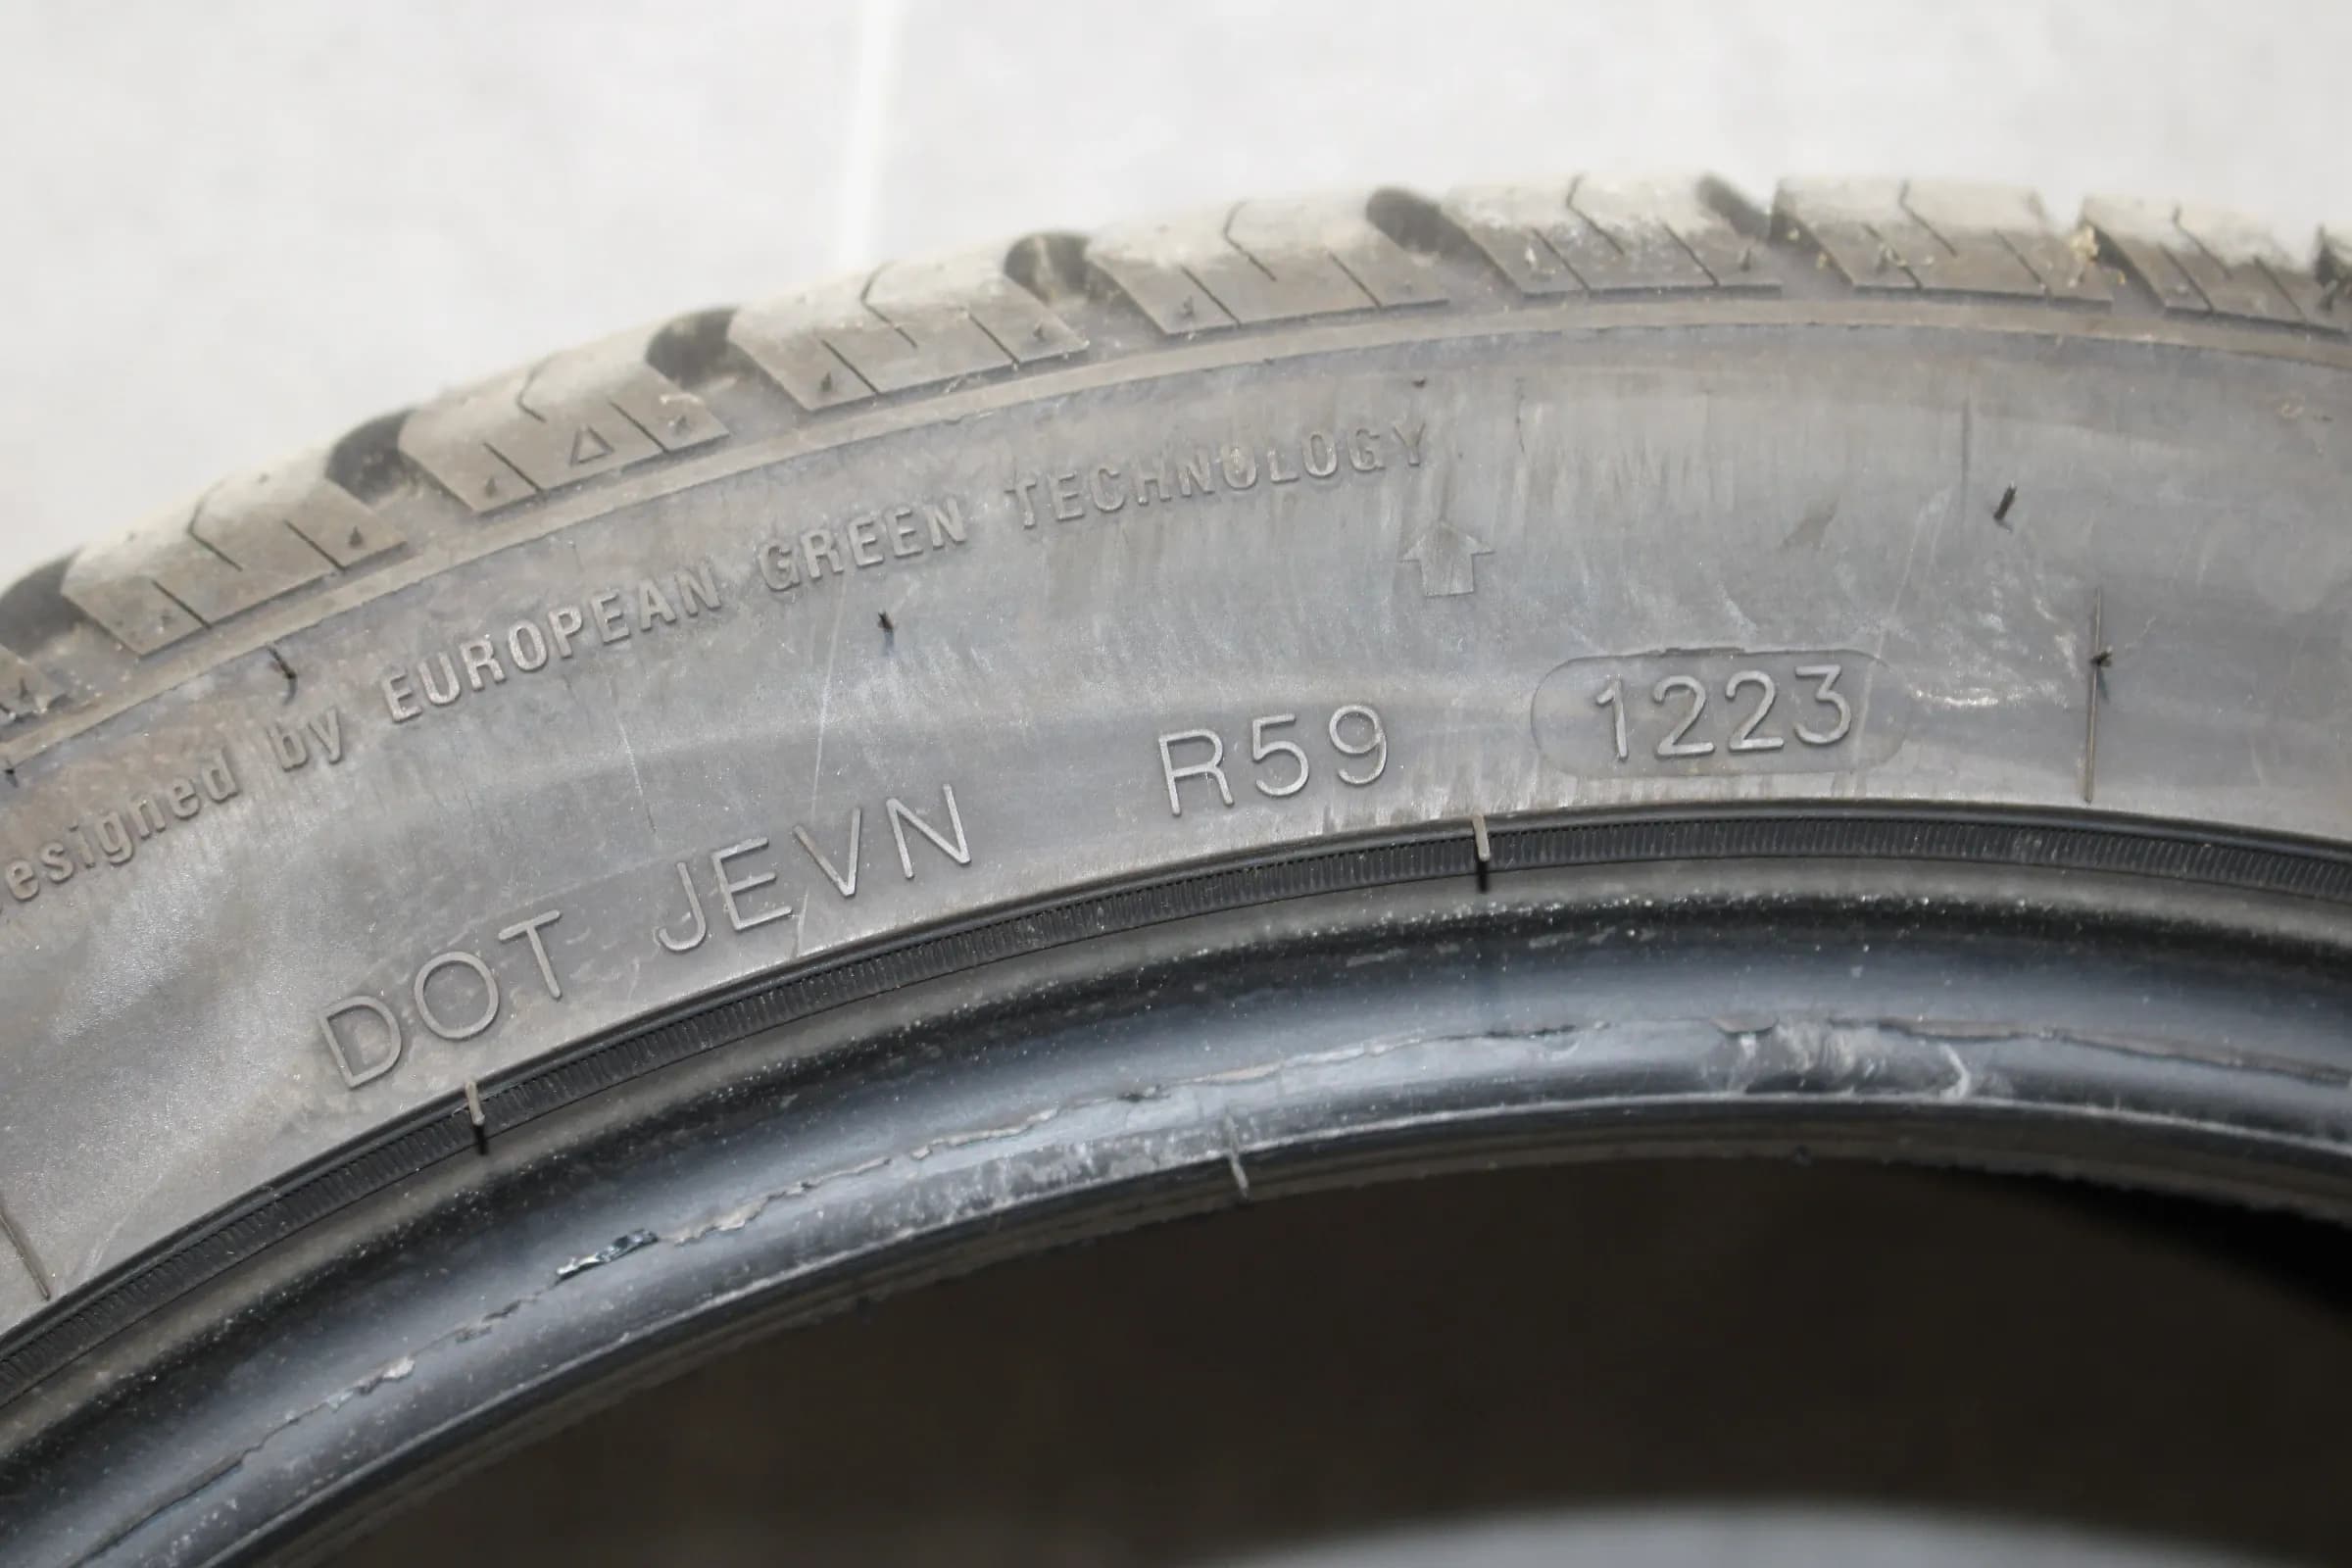 esigned by EUROPEAN GREEN TECHNOLOGY
DOT JEVN R59 1223